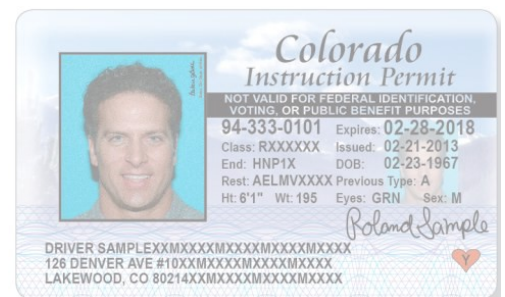 Colorado
Instruction Permit
NOT VALID FOR FEDERAL IDENTIFICATION,
VOTING, OR PUBLIC BENEFIT PURPOSES
94-333-0101 Expires: 02-28-2018
Class: RXXXXXX Issued: 02-21-2013
End: HNP1X DOB: 02-23-1967
Rest: AELMVXXXX Previous Type: A
Ht: 6'1" Wt: 195 Eyes: GRN Sex: M
Roland Sample
Y
DRIVER SAMPLEXXMXXXXMXXXXMXXXXMXXXX
126 DENVER AVE #10XXMXXXXMXXXXMXXXX
LAKEWOOD, CO 80214XXMXXXXMXXXXMXXXX